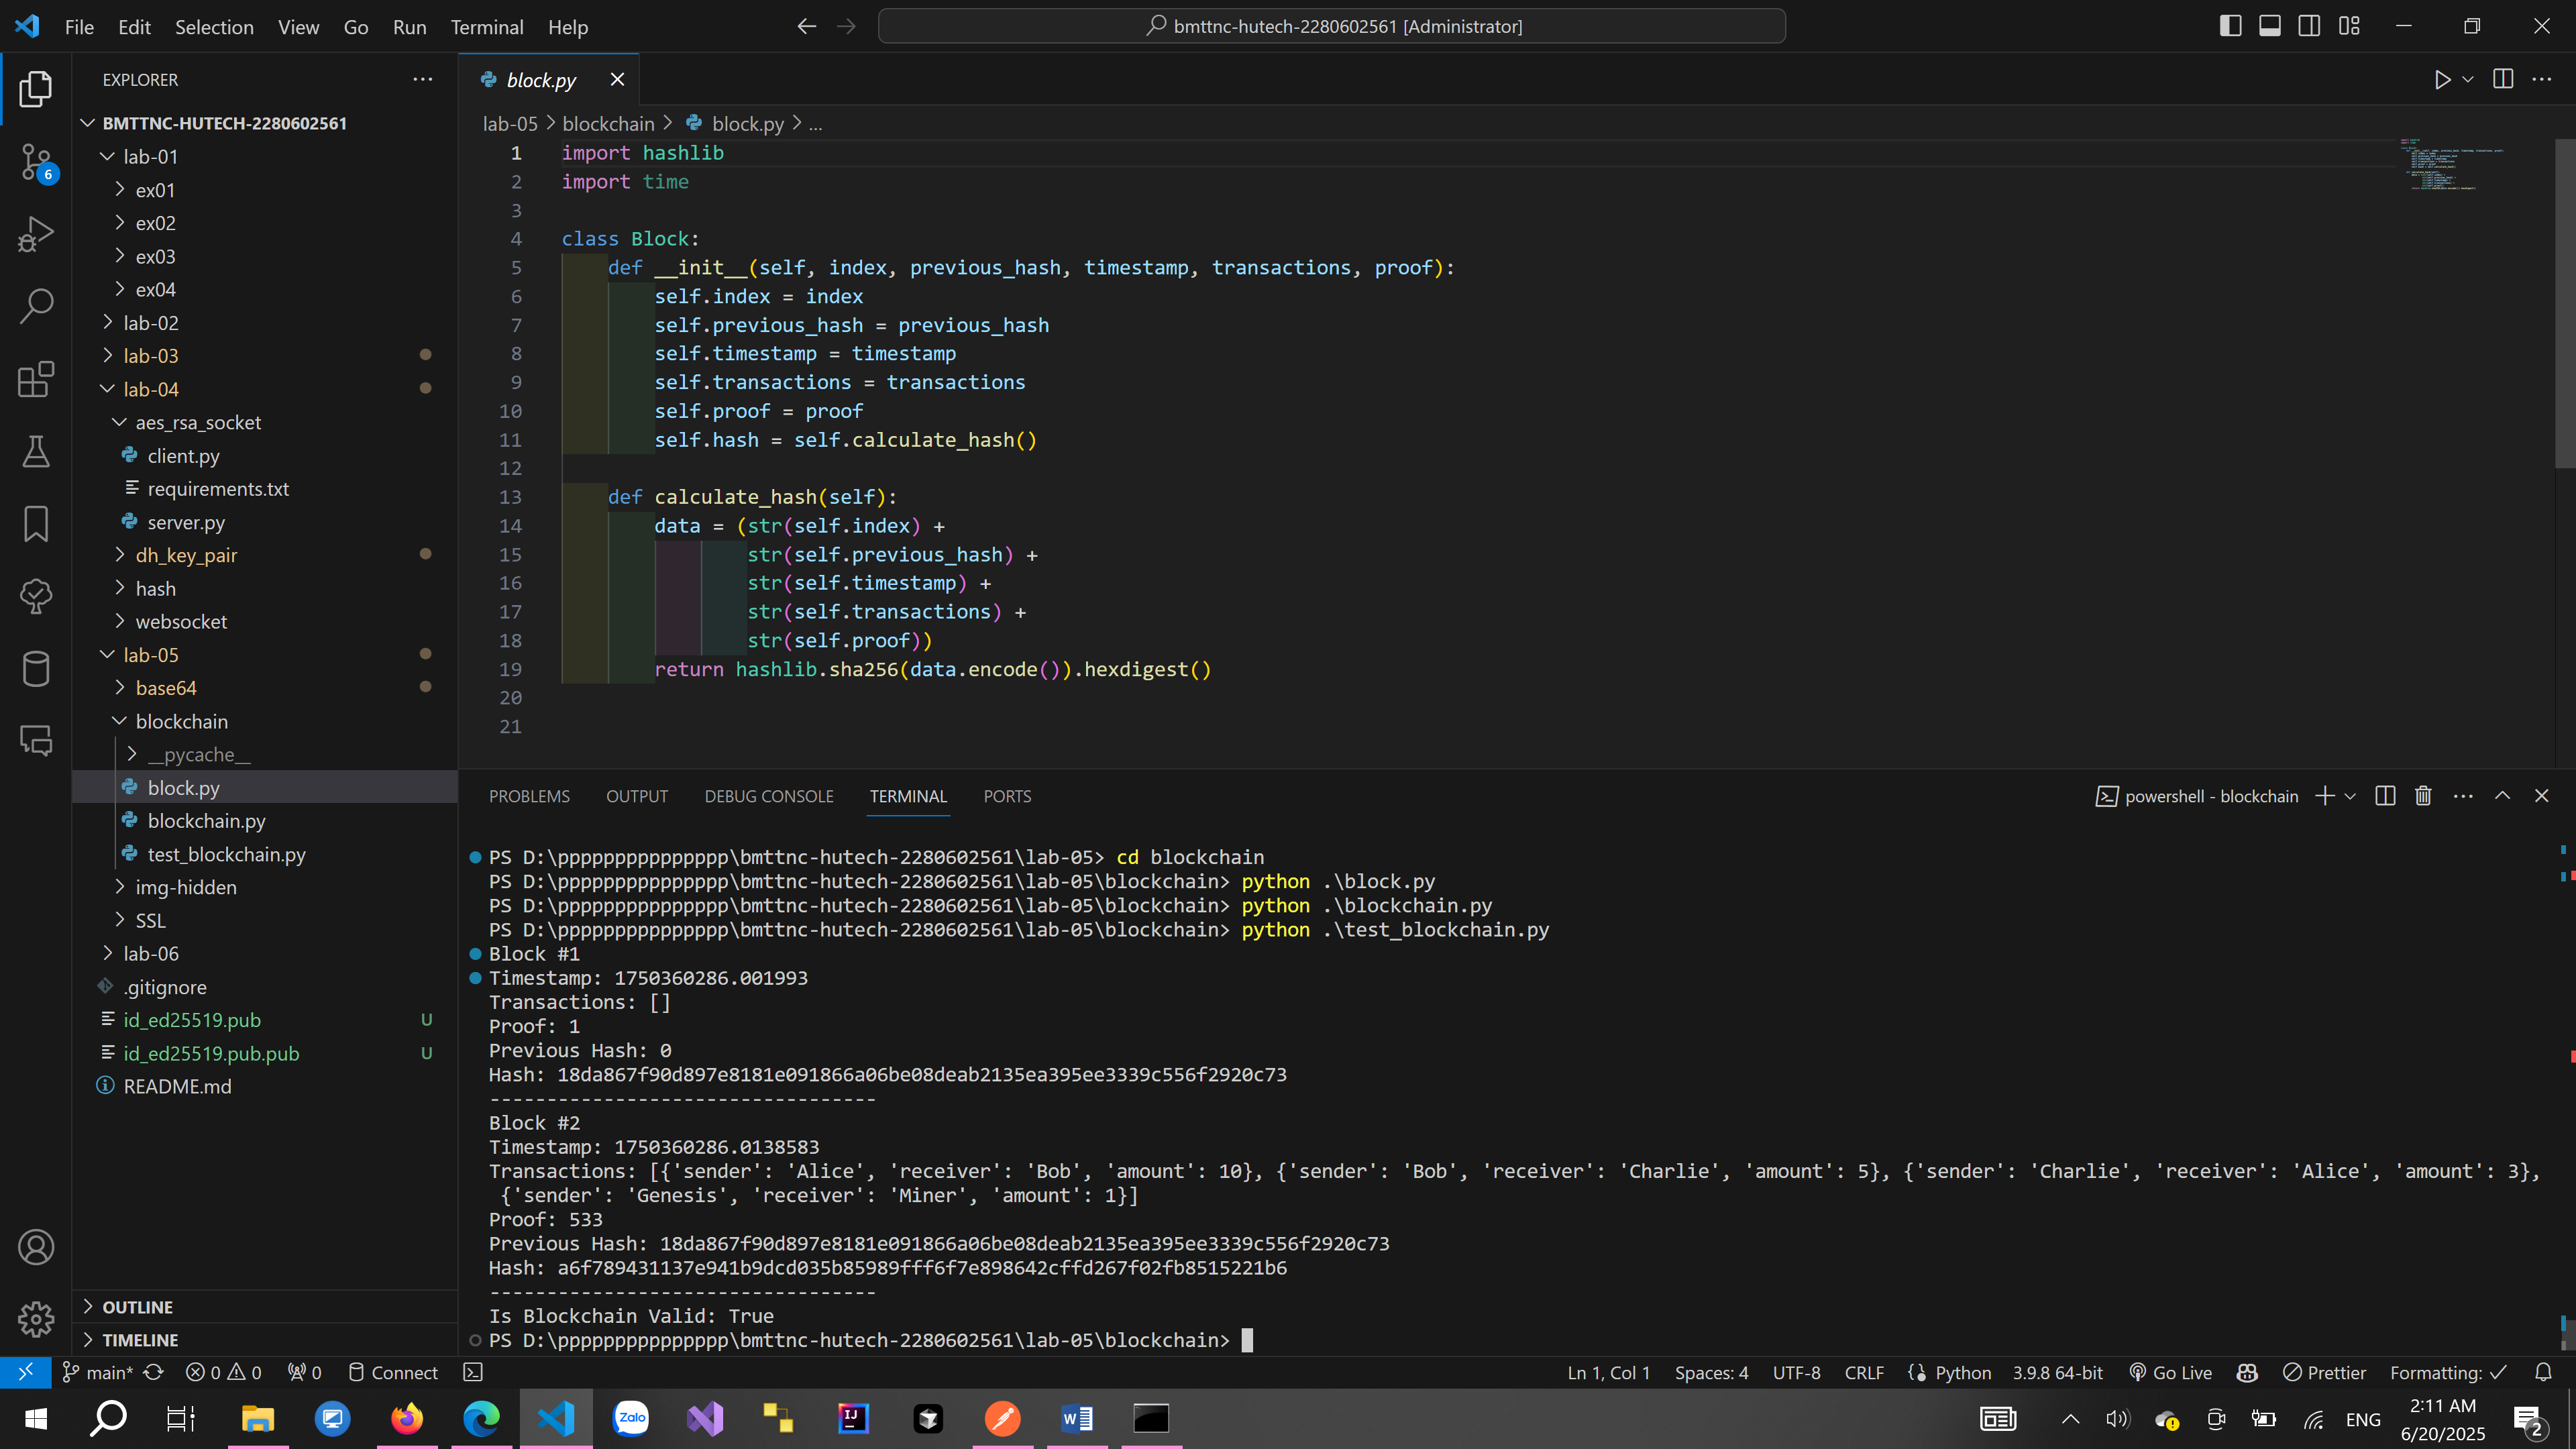 File Edit Selection View Go Run Terminal Help
bmttnc-hutech-2280602561 [Administrator]
EXPLORER
BMTTNC-HUTECH-2280602561
lab-01
ex01
ex02
ex03
ex04
lab-02
lab-03
lab-04
aes_rsa_socket
client.py
requirements.txt
server.py
dh_key_pair
hash
websocket
lab-05
base64
blockchain
__pycache__
block.py
blockchain.py
test_blockchain.py
img-hidden
SSL
lab-06
.gitignore
id_ed25519.pub U
id_ed25519.pub.pub U
README.md
OUTLINE
TIMELINE
6
block.py
lab-05 > blockchain > block.py > ...
1 import hashlib
2 import time
3
4 class Block:
5 def __init__(self, index, previous_hash, timestamp, transactions, proof):
6 self.index = index
7 self.previous_hash = previous_hash
8 self.timestamp = timestamp
9 self.transactions = transactions
10 self.proof = proof
11 self.hash = self.calculate_hash()
12
13 def calculate_hash(self):
14 data = (str(self.index) +
15 str(self.previous_hash) +
16 str(self.timestamp) +
17 str(self.transactions) +
18 str(self.proof))
19 return hashlib.sha256(data.encode()).hexdigest()
20
21
PROBLEMS OUTPUT DEBUG CONSOLE TERMINAL PORTS
powershell - blockchain
PS D:\ppppppppppppppp\bmttnc-hutech-2280602561\lab-05> cd blockchain
PS D:\ppppppppppppppp\bmttnc-hutech-2280602561\lab-05\blockchain> python .\block.py
PS D:\ppppppppppppppp\bmttnc-hutech-2280602561\lab-05\blockchain> python .\blockchain.py
PS D:\ppppppppppppppp\bmttnc-hutech-2280602561\lab-05\blockchain> python .\test_blockchain.py
Block #1
Timestamp: 1750360286.001993
Transactions: []
Proof: 1
Previous Hash: 0
Hash: 18da867f90d897e8181e091866a06be08deab2135ea395ee3339c556f2920c73
----------------------------------
Block #2
Timestamp: 1750360286.0138583
Transactions: [{'sender': 'Alice', 'receiver': 'Bob', 'amount': 10}, {'sender': 'Bob', 'receiver': 'Charlie', 'amount': 5}, {'sender': 'Charlie', 'receiver': 'Alice', 'amount': 3},
{'sender': 'Genesis', 'receiver': 'Miner', 'amount': 1}]
Proof: 533
Previous Hash: 18da867f90d897e8181e091866a06be08deab2135ea395ee3339c556f2920c73
Hash: a6f789431137e941b9dcd035b85989fff6f7e898642cffd267f02fb8515221b6
----------------------------------
Is Blockchain Valid: True
PS D:\ppppppppppppppp\bmttnc-hutech-2280602561\lab-05\blockchain>
main* 0 0 0 Connect
Ln 1, Col 1 Spaces: 4 UTF-8 CRLF Python 3.9.8 64-bit Go Live Prettier Formatting: ✓
Zalo
IJ
ENG
2:11 AM
6/20/2025
2